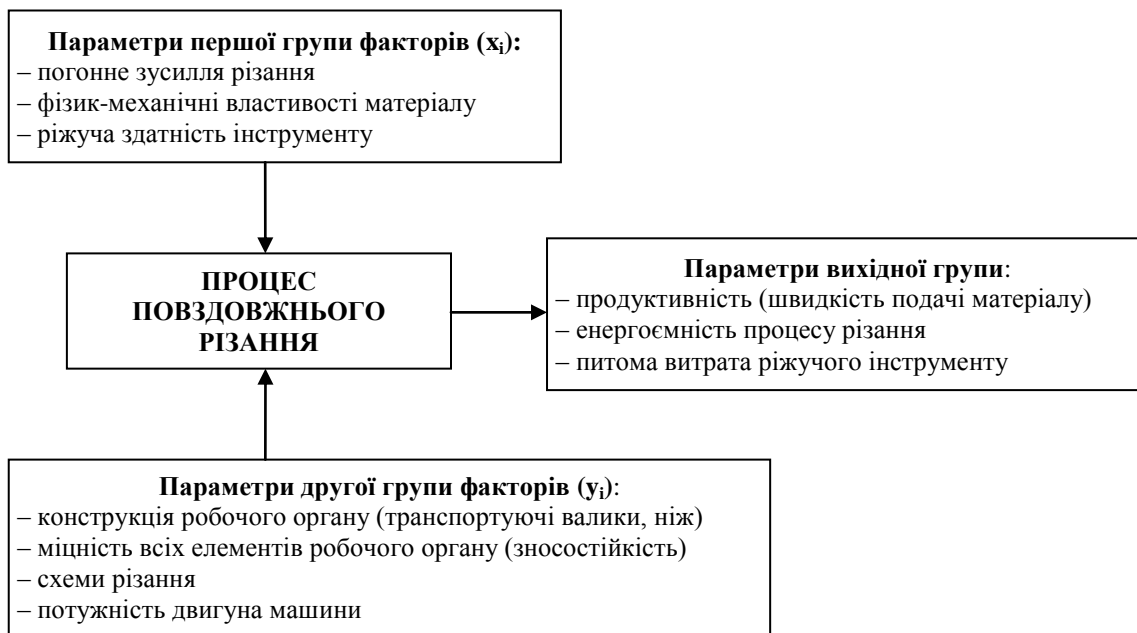 Параметри першої групи факторів (xᵢ):
– погонне зусилля різання
– фізик-механічні властивості матеріалу
– ріжуча здатність інструменту
ПРОЦЕС
ПОВЗДОВЖНЬОГО
РІЗАННЯ
Параметри вихідної групи:
– продуктивність (швидкість подачі матеріалу)
– енергоємність процесу різання
– питома витрата ріжучого інструменту
Параметри другої групи факторів (yᵢ):
– конструкція робочого органу (транспортуючі валики, ніж)
– міцність всіх елементів робочого органу (зносостійкість)
– схеми різання
– потужність двигуна машини